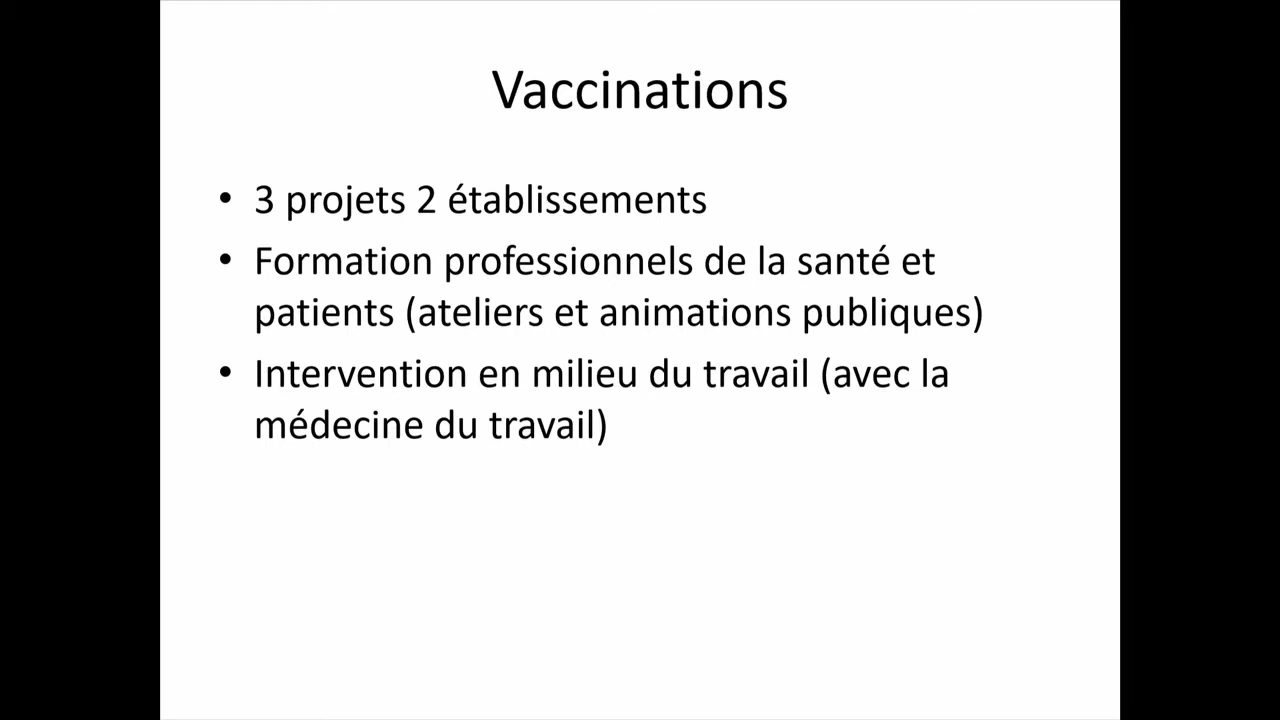 Vaccinations
• 3 projets 2 établissements
• Formation professionnels de la santé et
patients (ateliers et animations publiques)
• Intervention en milieu du travail (avec la
médecine du travail)